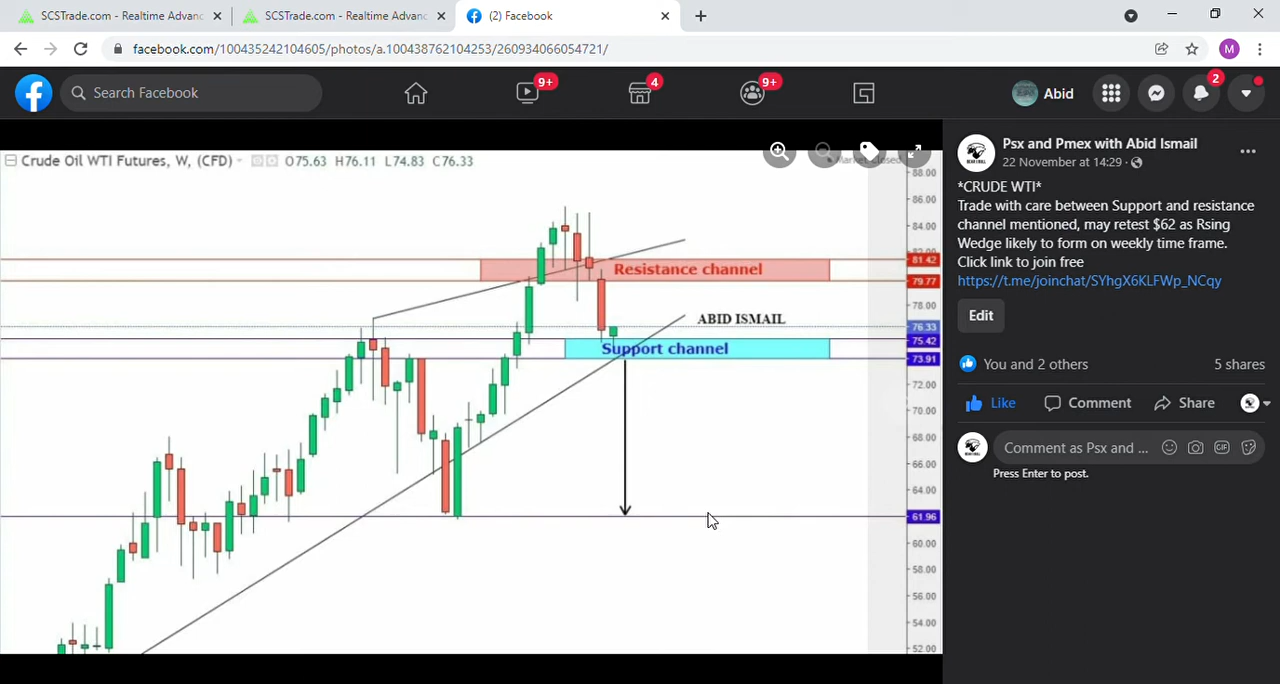 SCSTrade.com - Realtime Advanc
SCSTrade.com - Realtime Advanc
(2) Facebook
facebook.com/100435242104605/photos/a.100438762104253/260934066054721/
M
Search Facebook
9+
4
9+
Abid
2
Crude Oil WTI Futures, W, (CFD) O75.63 H76.11 L74.83 C76.33
Market Closed
88.00
86.00
84.00
82.00
81.42
Resistance channel
79.77
78.00
ABID ISMAIL
76.33
75.42
Support channel
73.91
72.00
70.00
68.00
66.00
64.00
61.96
60.00
58.00
56.00
54.00
52.00
Psx and Pmex with Abid Ismail
22 November at 14:29 ·
*CRUDE WTI*
Trade with care between Support and resistance
channel mentioned, may retest $62 as Rsing
Wedge likely to form on weekly time frame.
Click link to join free
https://t.me/joinchat/SYhgX6KLFWp_NCqy
Edit
You and 2 others
5 shares
Like
Comment
Share
Comment as Psx and ...
GIF
Press Enter to post.